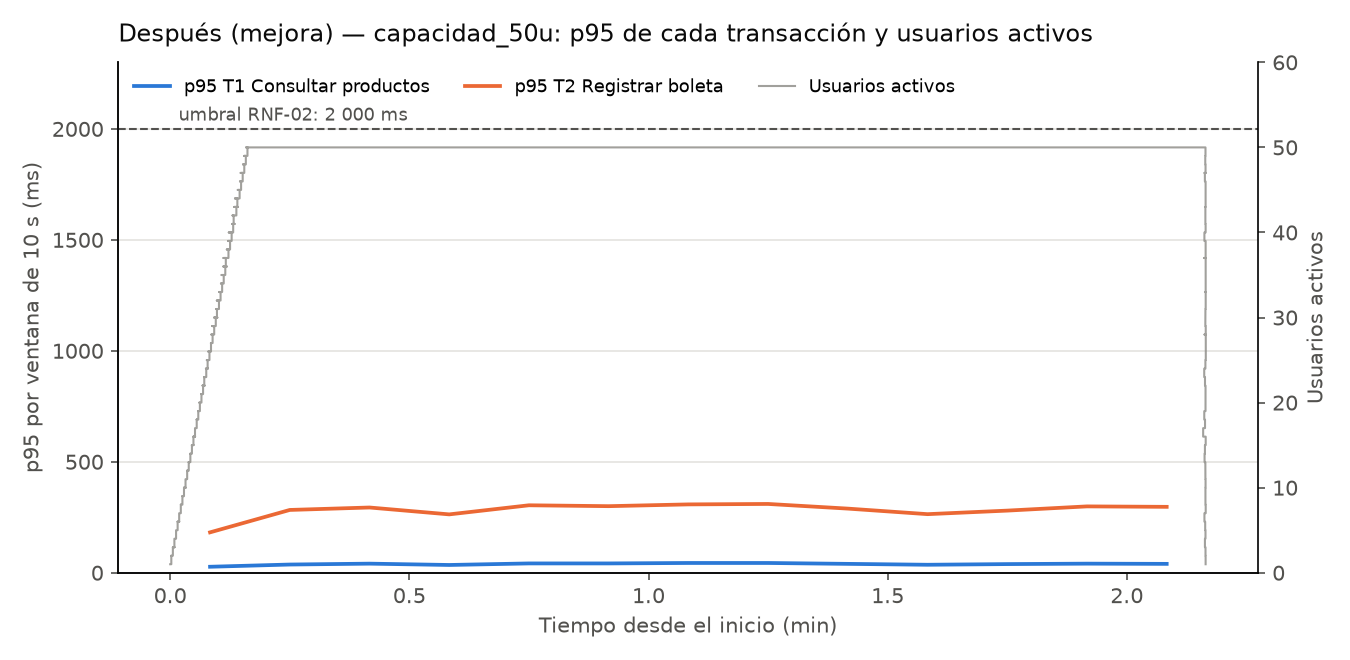 Después (mejora) — capacidad_50u: p95 de cada transacción y usuarios activos
p95 T1 Consultar productos
p95 T2 Registrar boleta
Usuarios activos
umbral RNF-02: 2 000 ms
p95 por ventana de 10 s (ms)
2000
1500
1000
500
0
60
50
40
30
20
10
0
Usuarios activos
0.0
0.5
1.0
1.5
2.0
Tiempo desde el inicio (min)